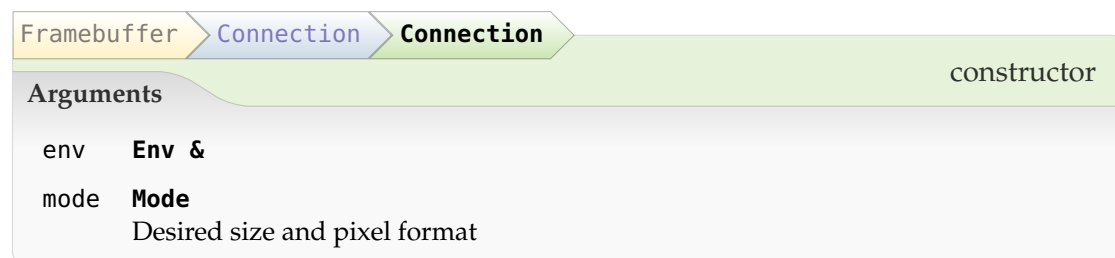 Framebuffer Connection Connection
constructor
Arguments
env Env &
mode Mode
Desired size and pixel format